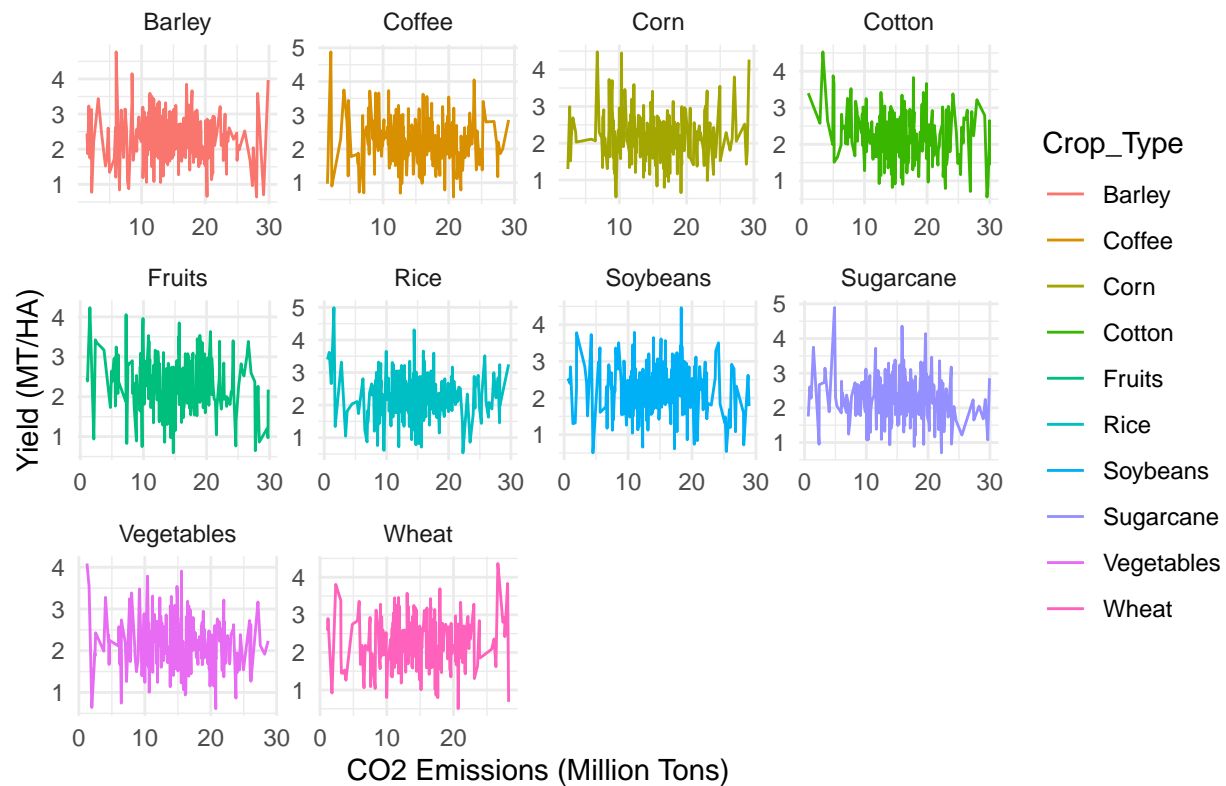 Barley Coffee Corn Cotton
4 3 2 1
5 4 3 2 1
4 3 2 1
4 3 2 1
10 20 30
10 20 30
10 20 30
10 20 30
Fruits Rice Soybeans Sugarcane
4 3 2 1
5 4 3 2 1
4 3 2 1
5 4 3 2 1
0 10 20 30
0 10 20 30
0 10 20 30
0 10 20 30
Vegetables Wheat
4 3 2 1
4 3 2 1
0 10 20 30
0 10 20
Yield (MT/HA)
CO2 Emissions (Million Tons)
Crop_Type
Barley
Coffee
Corn
Cotton
Fruits
Rice
Soybeans
Sugarcane
Vegetables
Wheat